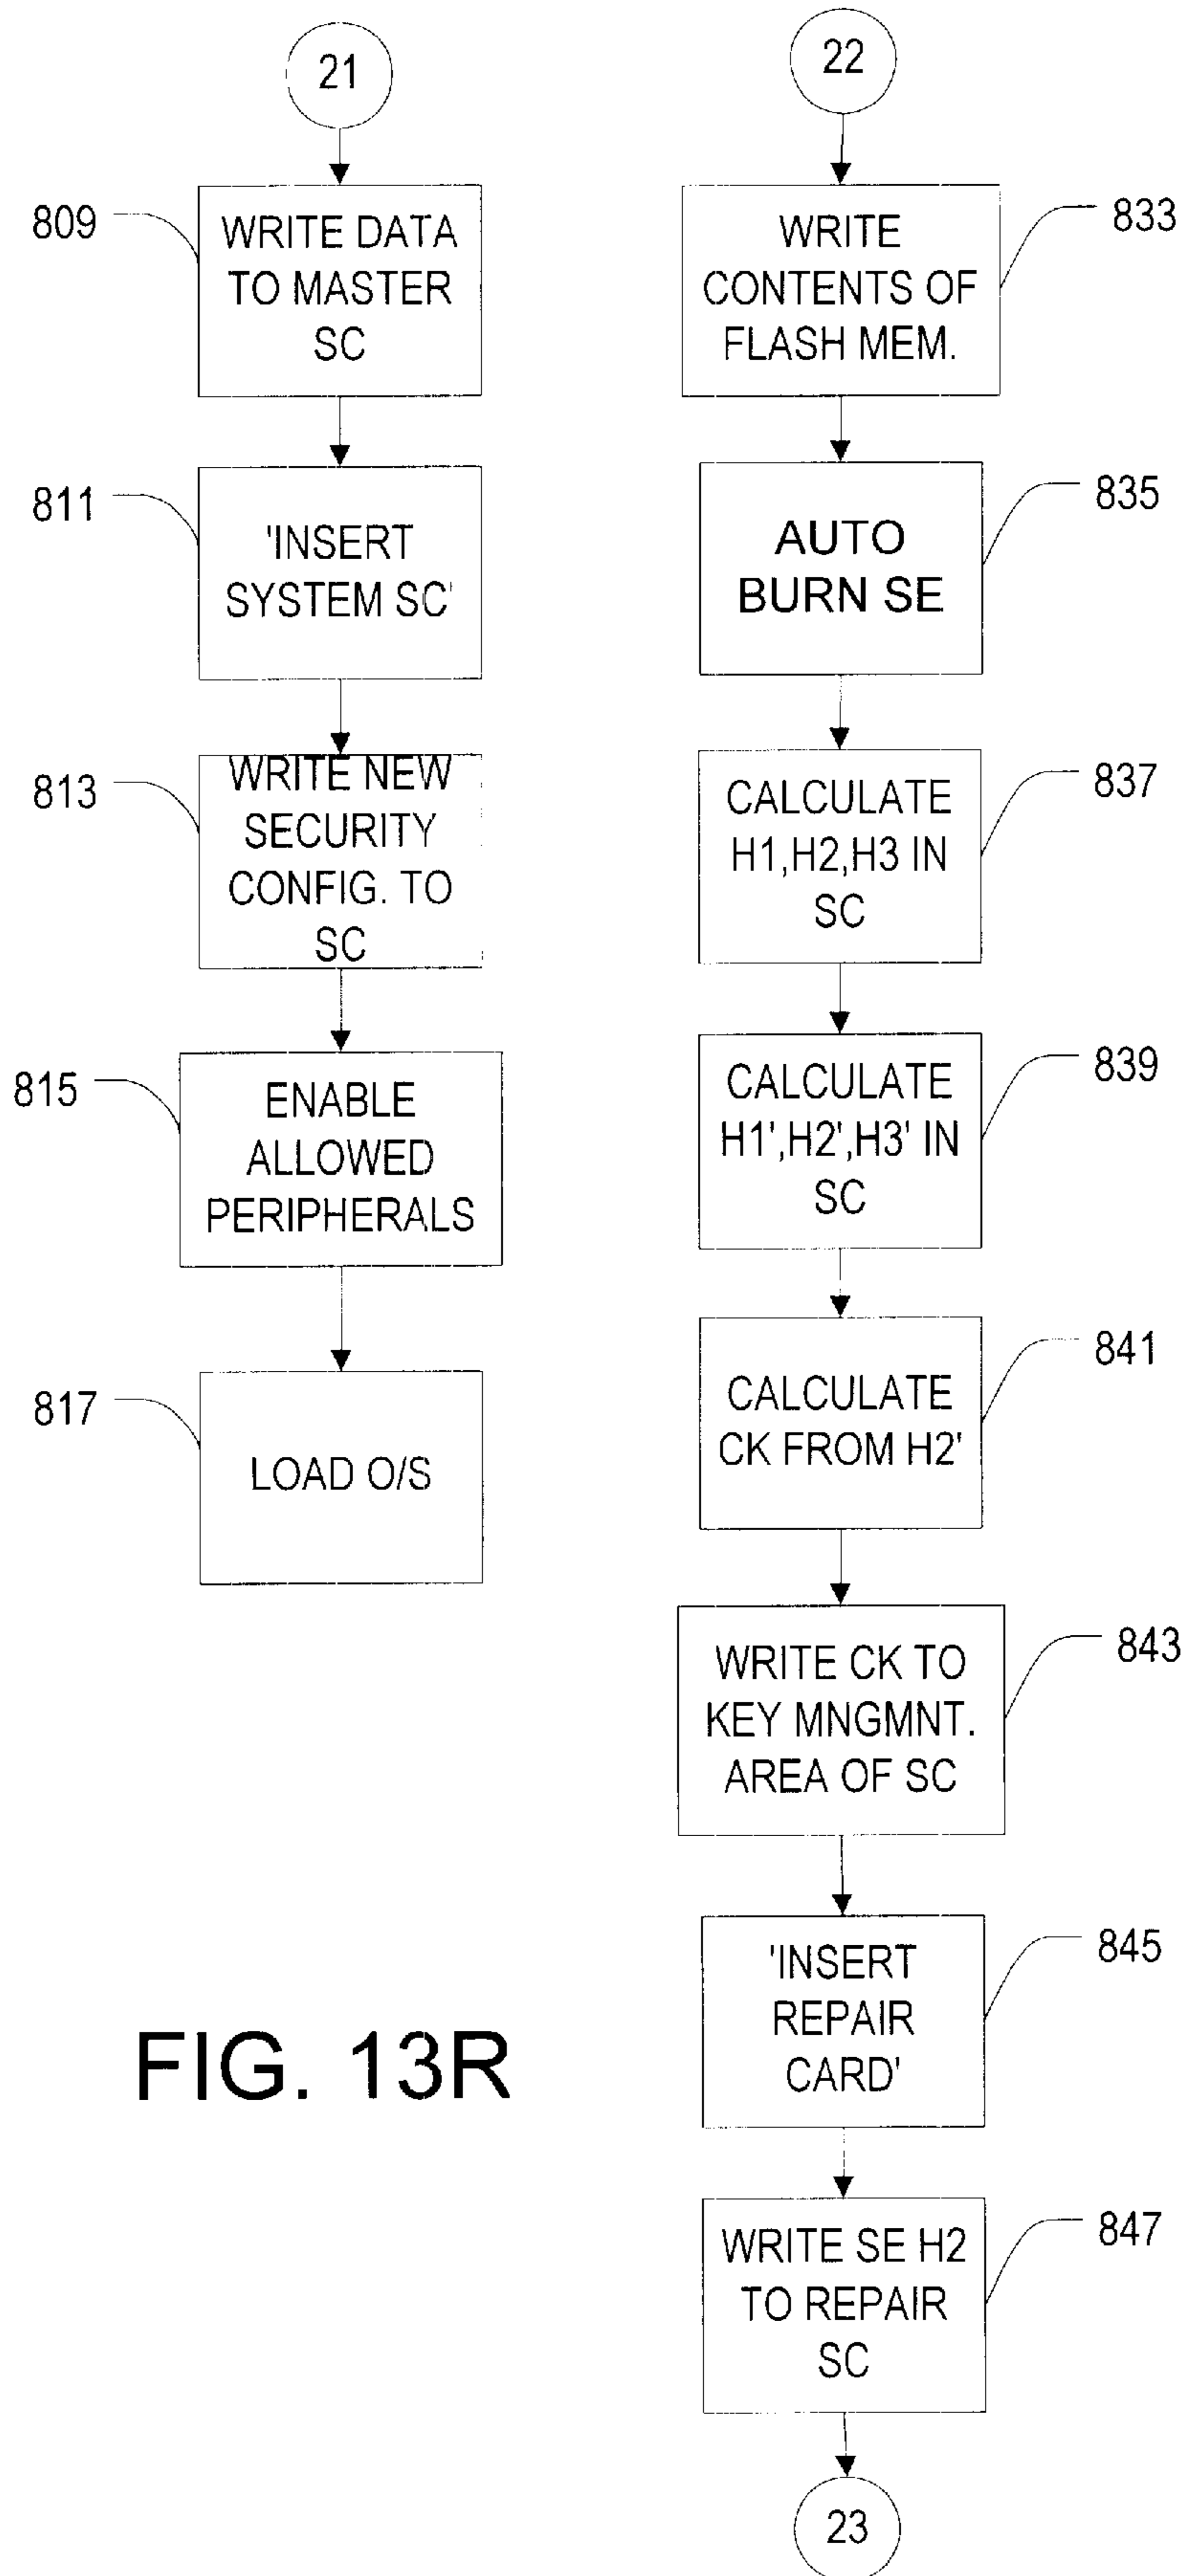 21
809
WRITE DATA
TO MASTER
SC
811
'INSERT
SYSTEM SC'
813
WRITE NEW
SECURITY
CONFIG. TO
SC
815
ENABLE
ALLOWED
PERIPHERALS
817
LOAD O/S
22
WRITE
CONTENTS OF
FLASH MEM.
833
AUTO
BURN SE
835
CALCULATE
H1,H2,H3 IN
SC
837
CALCULATE
H1',H2',H3' IN
SC
839
CALCULATE
CK FROM H2'
841
WRITE CK TO
KEY MNGMNT.
AREA OF SC
843
'INSERT
REPAIR
CARD'
845
WRITE SE H2
TO REPAIR
SC
847
23
FIG. 13R